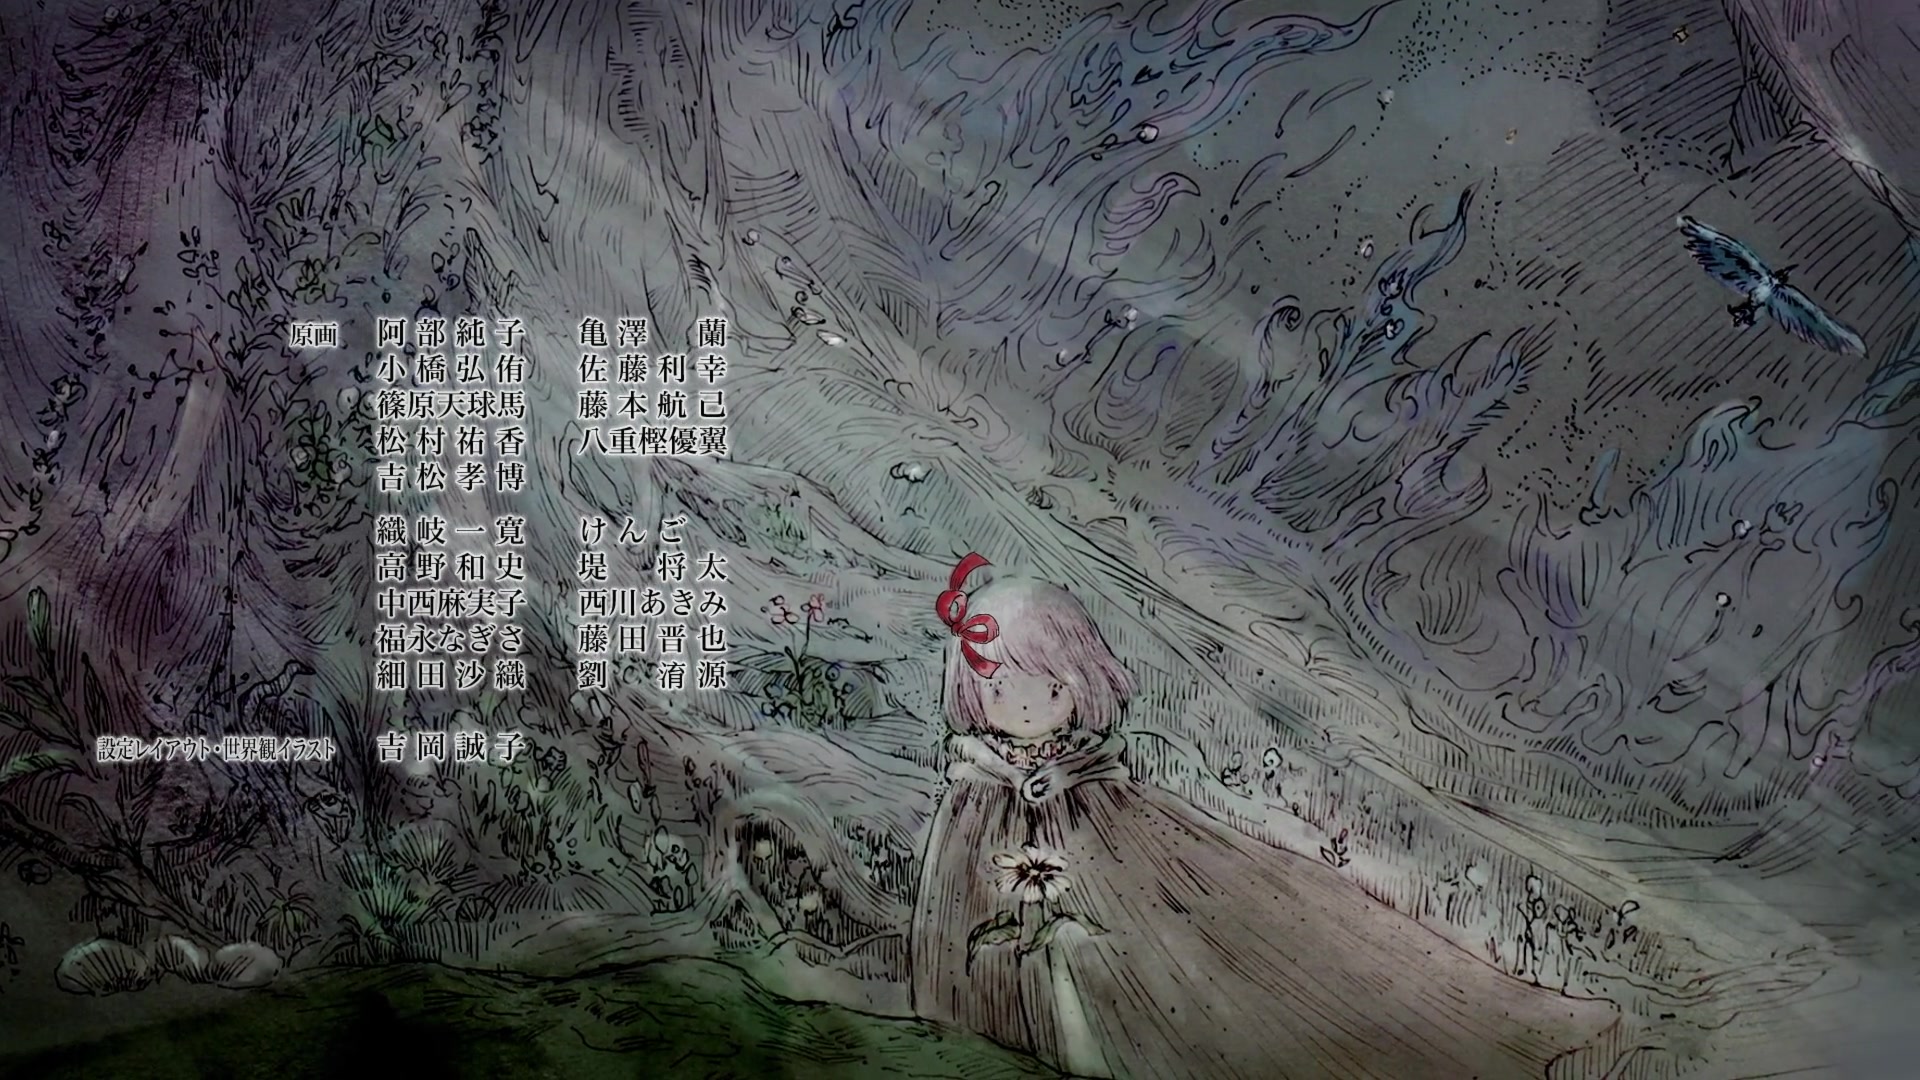 原画 阿部純子 亀澤蘭
小橋弘侑 佐藤利幸
篠原天球馬 藤本航己
松村祐香 八重樫優翼
吉松孝博
織岐一寛 けんご
高野和史 堤将太
中西麻実子 西川あきみ
福永なぎさ 藤田晋也
細田沙織 劉淯源
設定レイアウト・世界観イラスト 吉岡誠子